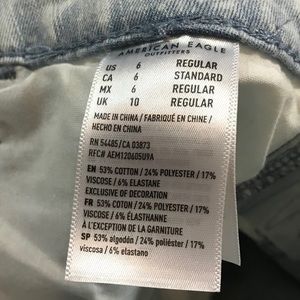 AMERICAN EAGLE
OUTFITTERS
US 6 REGULAR
CA 6 STANDARD
MX 6 REGULAR
UK 10 REGULAR
MADE IN CHINA / FABRIQUÉ EN CHINE /
HECHO EN CHINA
RN 54485/CA 03873
RFC# AEM120605U9A
EN 53% COTTON / 24% POLYESTER / 17%
VISCOSE / 6% ELASTANE
EXCLUSIVE OF DECORATION
FR 53% COTON / 24% POLYESTER / 17%
VISCOSE / 6% ÉLASTHANNE
À L'EXCEPTION DE LA GARNITURE
SP 53% algodón / 24% poliéster / 17%
viscosa / 6% elastano